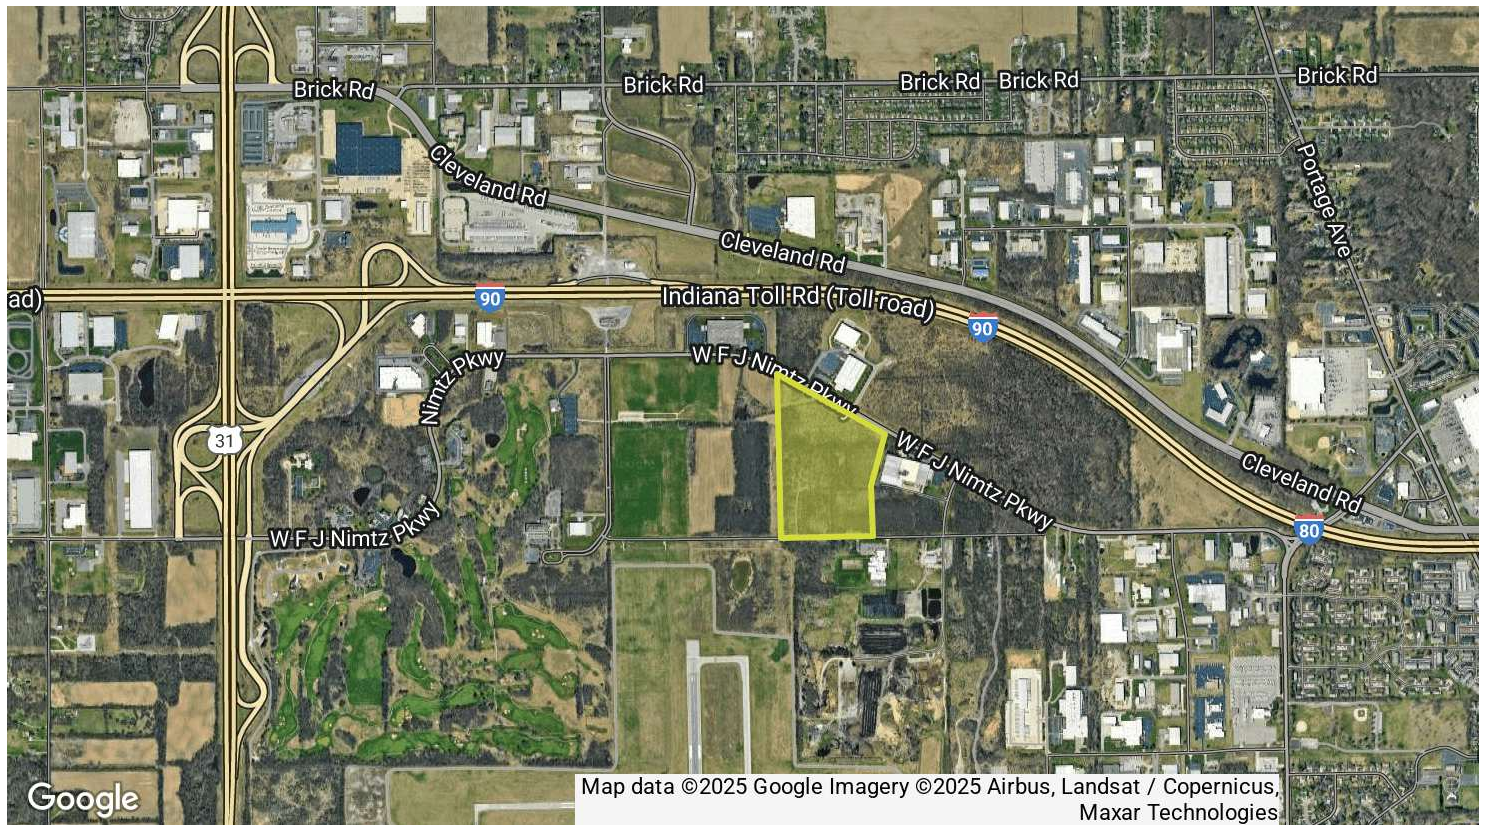 Brick Rd
Brick Rd
Brick Rd
Brick Rd
Brick Rd
Cleveland Rd
Portage Ave
Cleveland Rd
ad)
90
Indiana Toll Rd (Toll road)
90
Nimtz Pkwy
W F J Nimtz Pkwy
31
W F J Nimtz Pkwy
Cleveland Rd
W F J Nimtz Pkwy
80
Google
Map data ©2025 Google Imagery ©2025 Airbus, Landsat / Copernicus,
Maxar Technologies